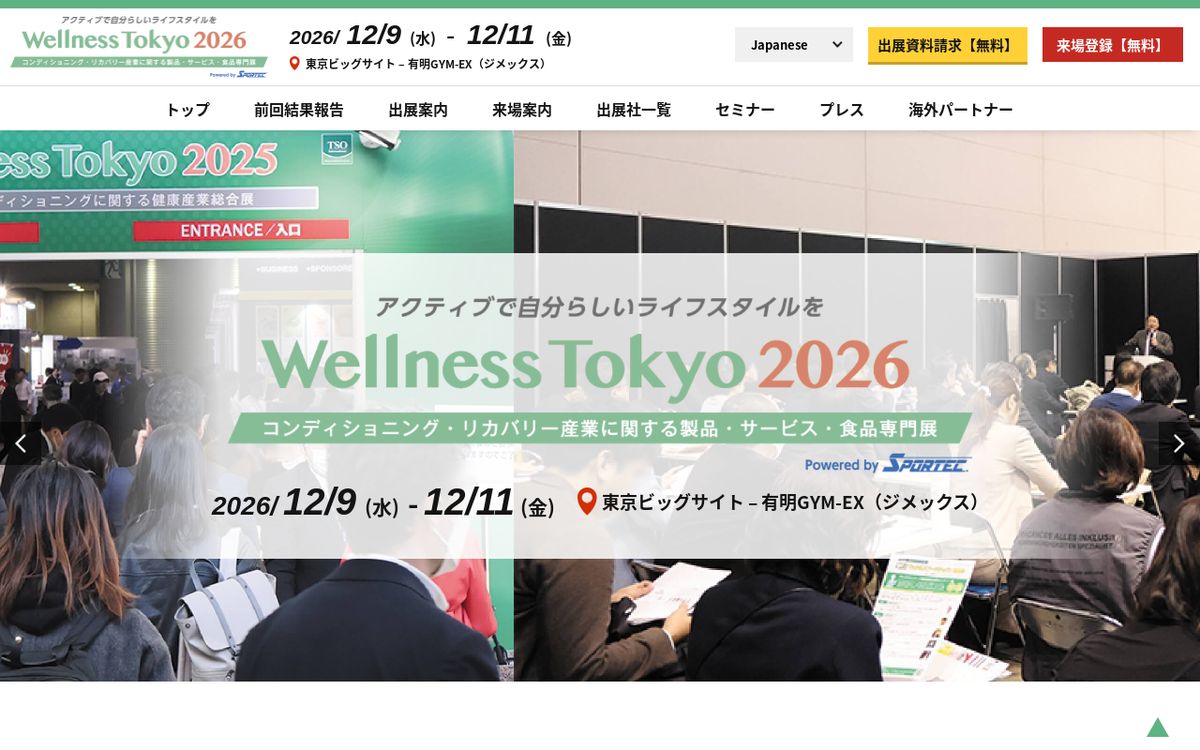 アクティブで自分らしいライフスタイルを
Wellness Tokyo 2026
コンディショニング・リカバリー産業に関する製品・サービス・食品専門展
Powered by SPORTEC
2026/ 12/9 (水) - 12/11 (金)
東京ビッグサイト – 有明GYM-EX（ジメックス）
Japanese
出展資料請求【無料】
来場登録【無料】
トップ 前回結果報告 出展案内 来場案内 出展社一覧 セミナー プレス 海外パートナー
ess Tokyo 2025
TSO
ディショニングに関する健康産業総合展
ENTRANCE／入口
アクティブで自分らしいライフスタイルを
Wellness Tokyo 2026
コンディショニング・リカバリー産業に関する製品・サービス・食品専門展
Powered by SPORTEC
2026/ 12/9 (水) - 12/11 (金)
東京ビッグサイト – 有明GYM-EX（ジメックス）